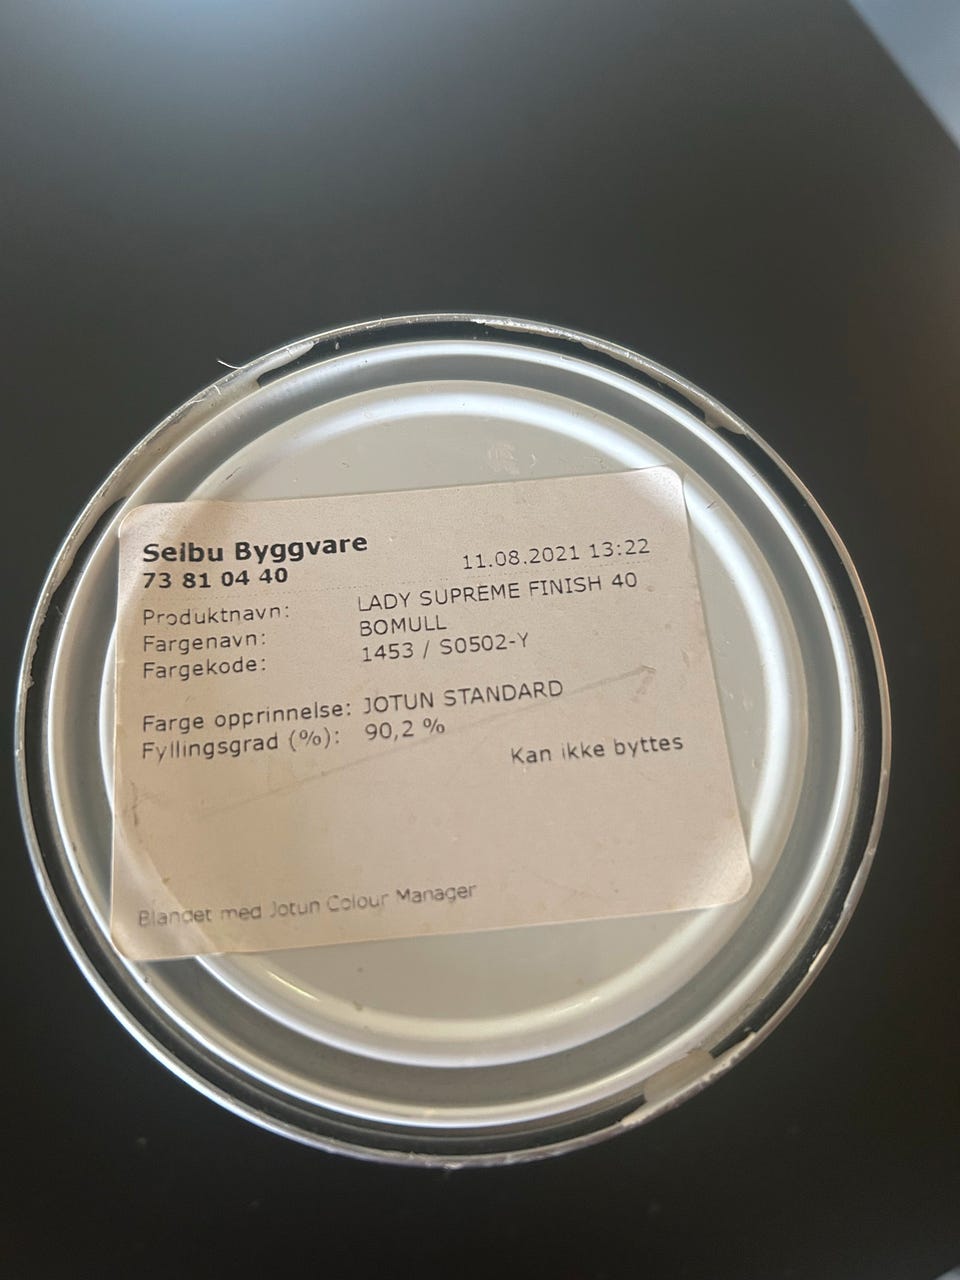 Seibu Byggvare
73 81 04 40 11.08.2021 13:22
Produktnavn: LADY SUPREME FINISH 40
Fargenavn: BOMULL
Fargekode: 1453 / S0502-Y
Farge opprinnelse: JOTUN STANDARD
Fyllingsgrad (%): 90,2 %
Kan ikke byttes
Blandet med Jotun Colour Manager